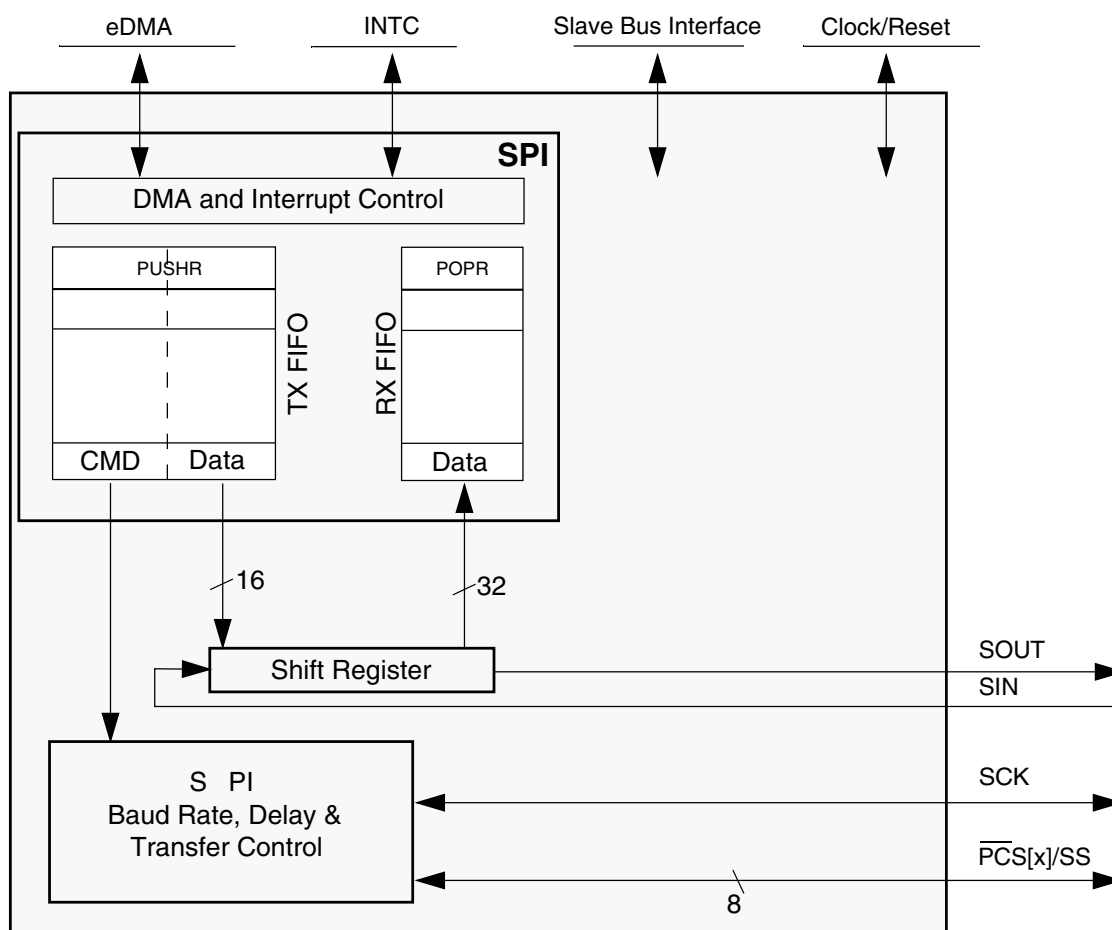 eDMA
INTC
Slave Bus Interface
Clock/Reset
SPI
DMA and Interrupt Control
PUSHR
POPR
TX FIFO
RX FIFO
CMD
Data
Data
16
32
Shift Register
SOUT
SIN
S PI
Baud Rate, Delay &
Transfer Control
SCK
PCS[x]/SS
8